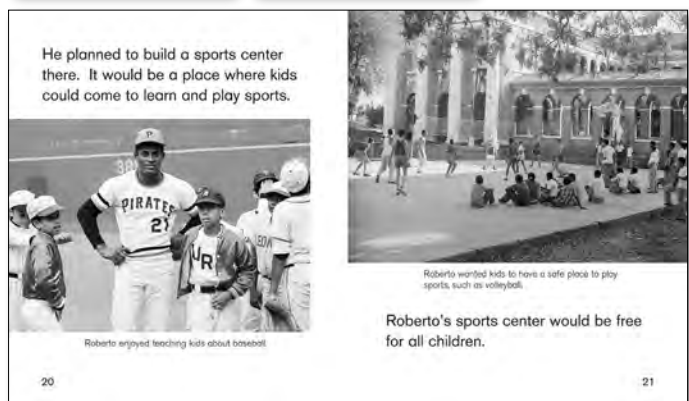 He planned to build a sports center
there. It would be a place where kids
could come to learn and play sports.
P
PIRATES
21
UR
Roberto enjoyed teaching kids about baseball.
20
Roberto wanted kids to have a safe place to play
sports, such as volleyball.
Roberto's sports center would be free
for all children.
21